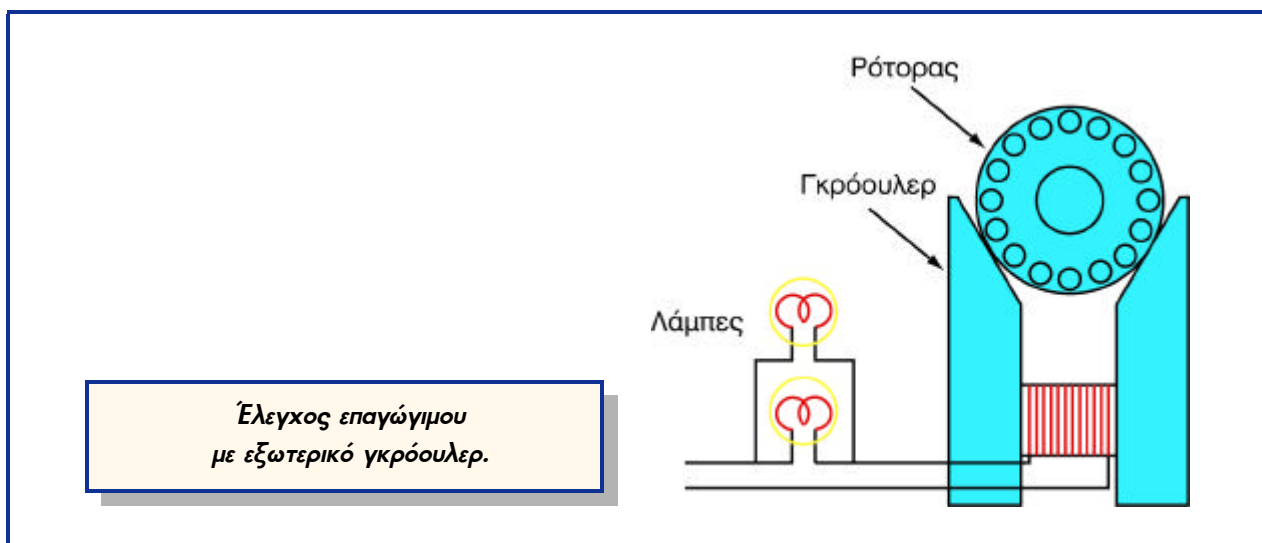 Ρότορας
Γκρόουλερ
Λάμπες
Έλεγχος επαγώγιμου
με εξωτερικό γκρόουλερ.